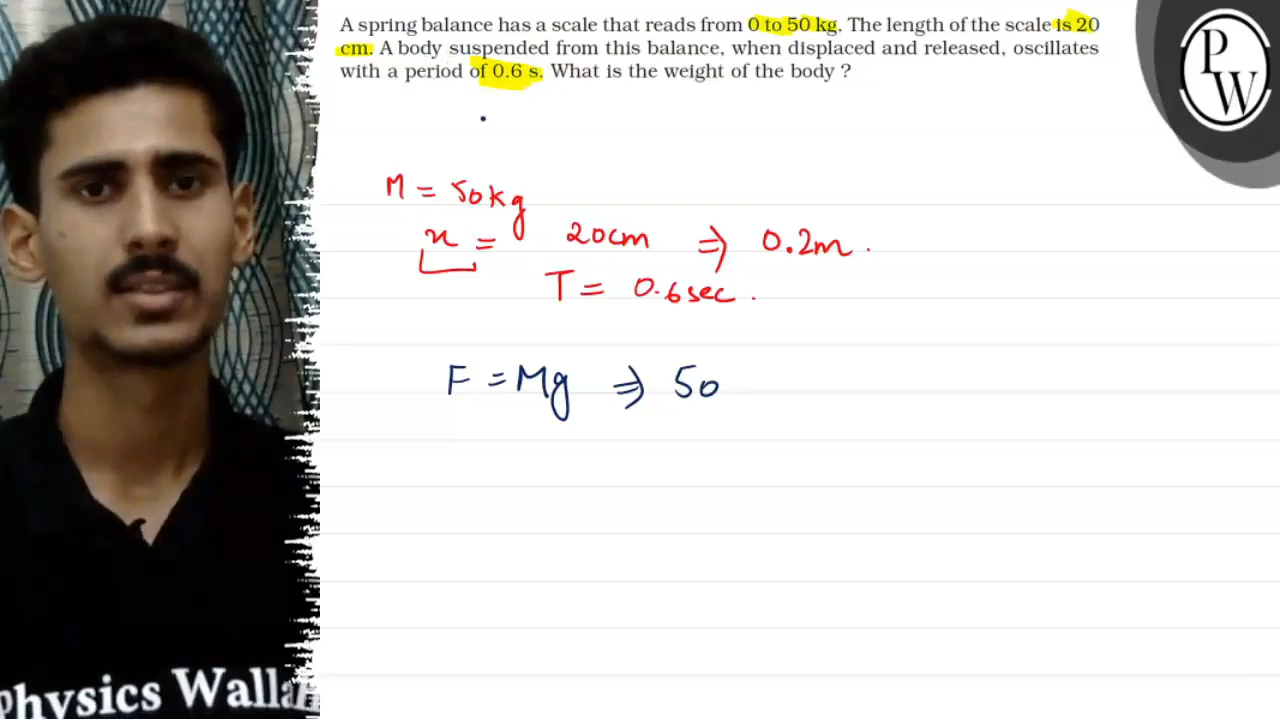 A spring balance has a scale that reads from 0 to 50 kg. The length of the scale is 20
cm. A body suspended from this balance, when displaced and released, oscillates
with a period of 0.6 s. What is the weight of the body ?
P
W
M = 50kg
x = 20cm ⇒ 0.2m.
T = 0.6sec.
F = Mg ⇒ 50
Physics Walla